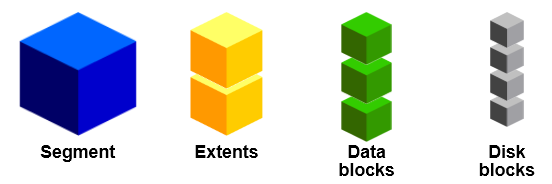 Segment
Extents
Data
blocks
Disk
blocks